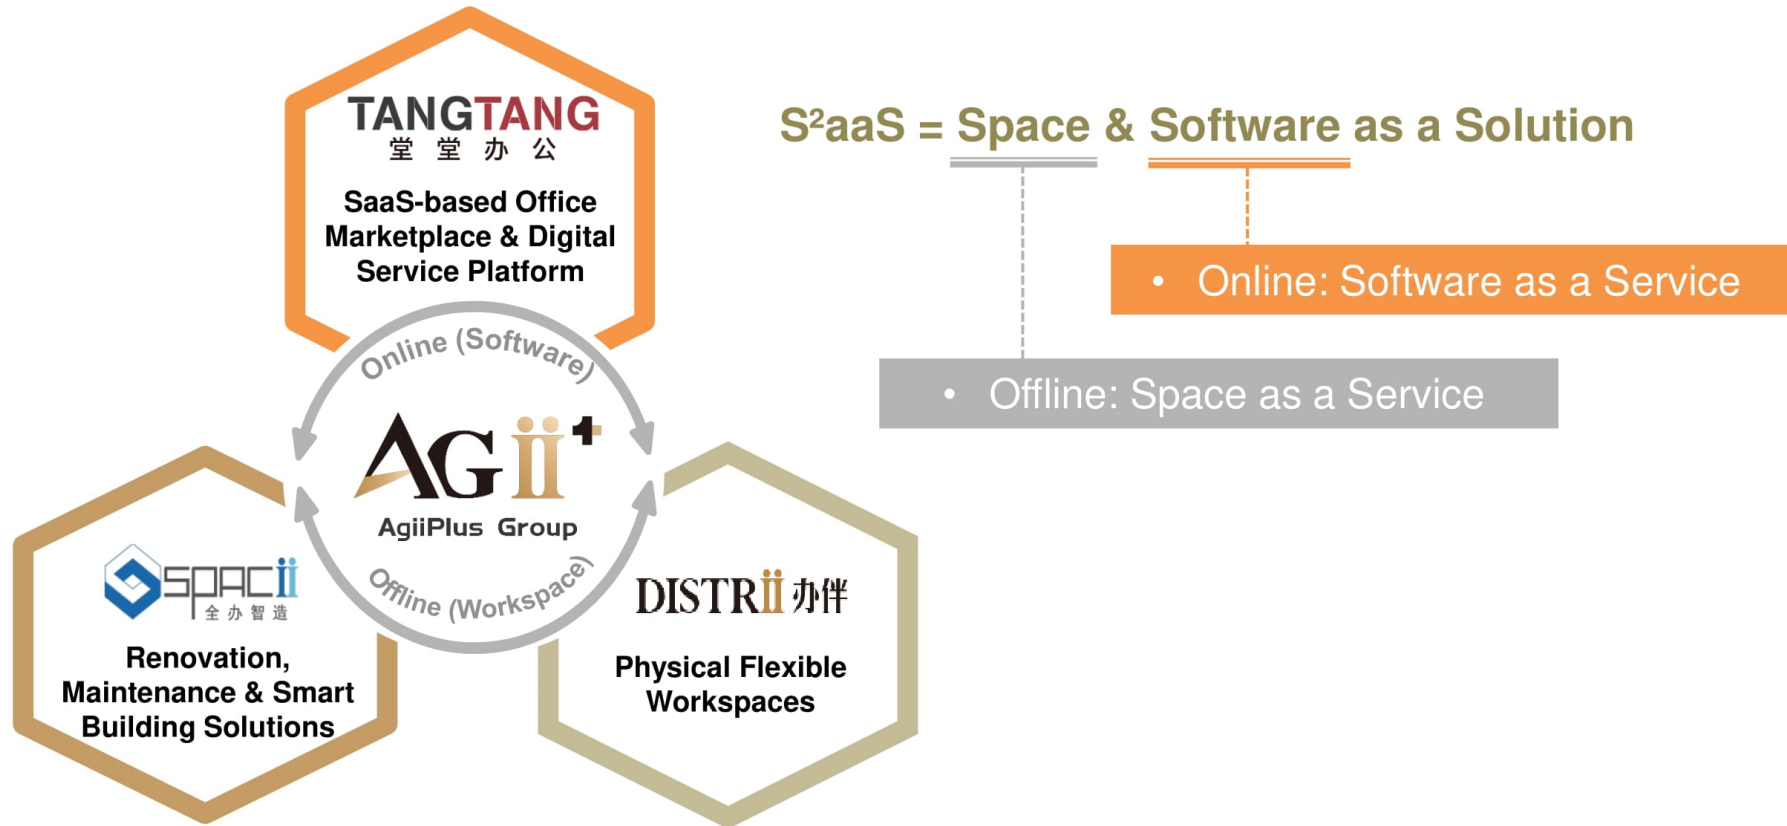 TANGTANG
堂堂办公
SaaS-based Office
Marketplace & Digital
Service Platform
Online (Software)
AGii+
AgiiPlus Group
Offline (Workspace)
SPACii
全办智造
Renovation,
Maintenance & Smart
Building Solutions
DISTRii 办伴
Physical Flexible
Workspaces
S²aaS = Space & Software as a Solution
• Online: Software as a Service
• Offline: Space as a Service